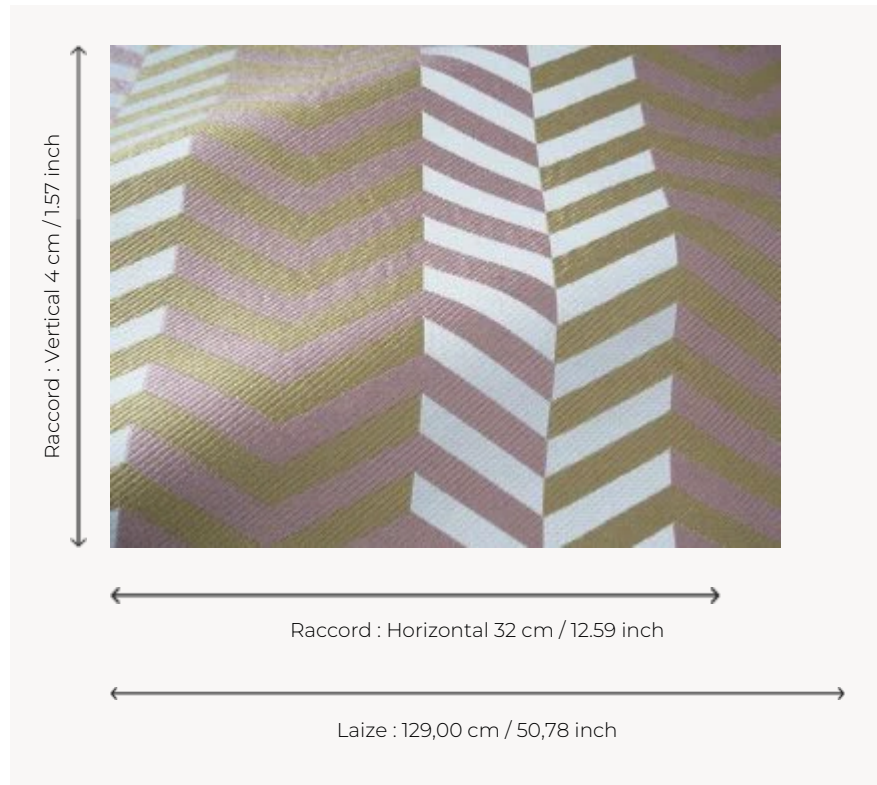 Raccord : Vertical 4 cm / 1.57 inch
Raccord : Horizontal 32 cm / 12.59 inch
Laize : 129,00 cm / 50,78 inch